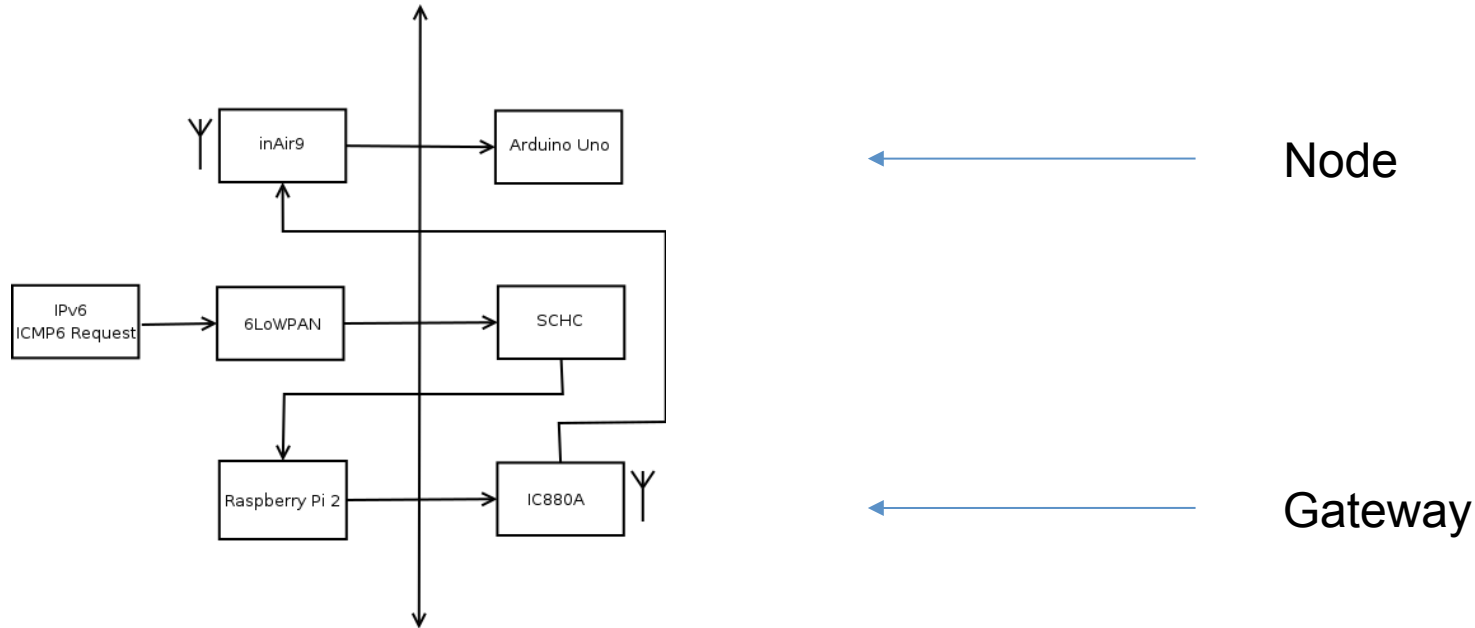 inAir9
Arduino Uno
Node
IPv6
ICMP6 Request
6LoWPAN
SCHC
Raspberry Pi 2
IC880A
Gateway